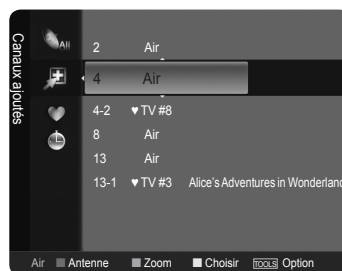 Canaux ajoutés
All
2 Air
4 Air
4-2 ♥ TV #8
8 Air
13 Air
13-1 ♥ TV #3 Alice's Adventures in Wonderland
Air Antenne Zoom Choisir TOOLS Option